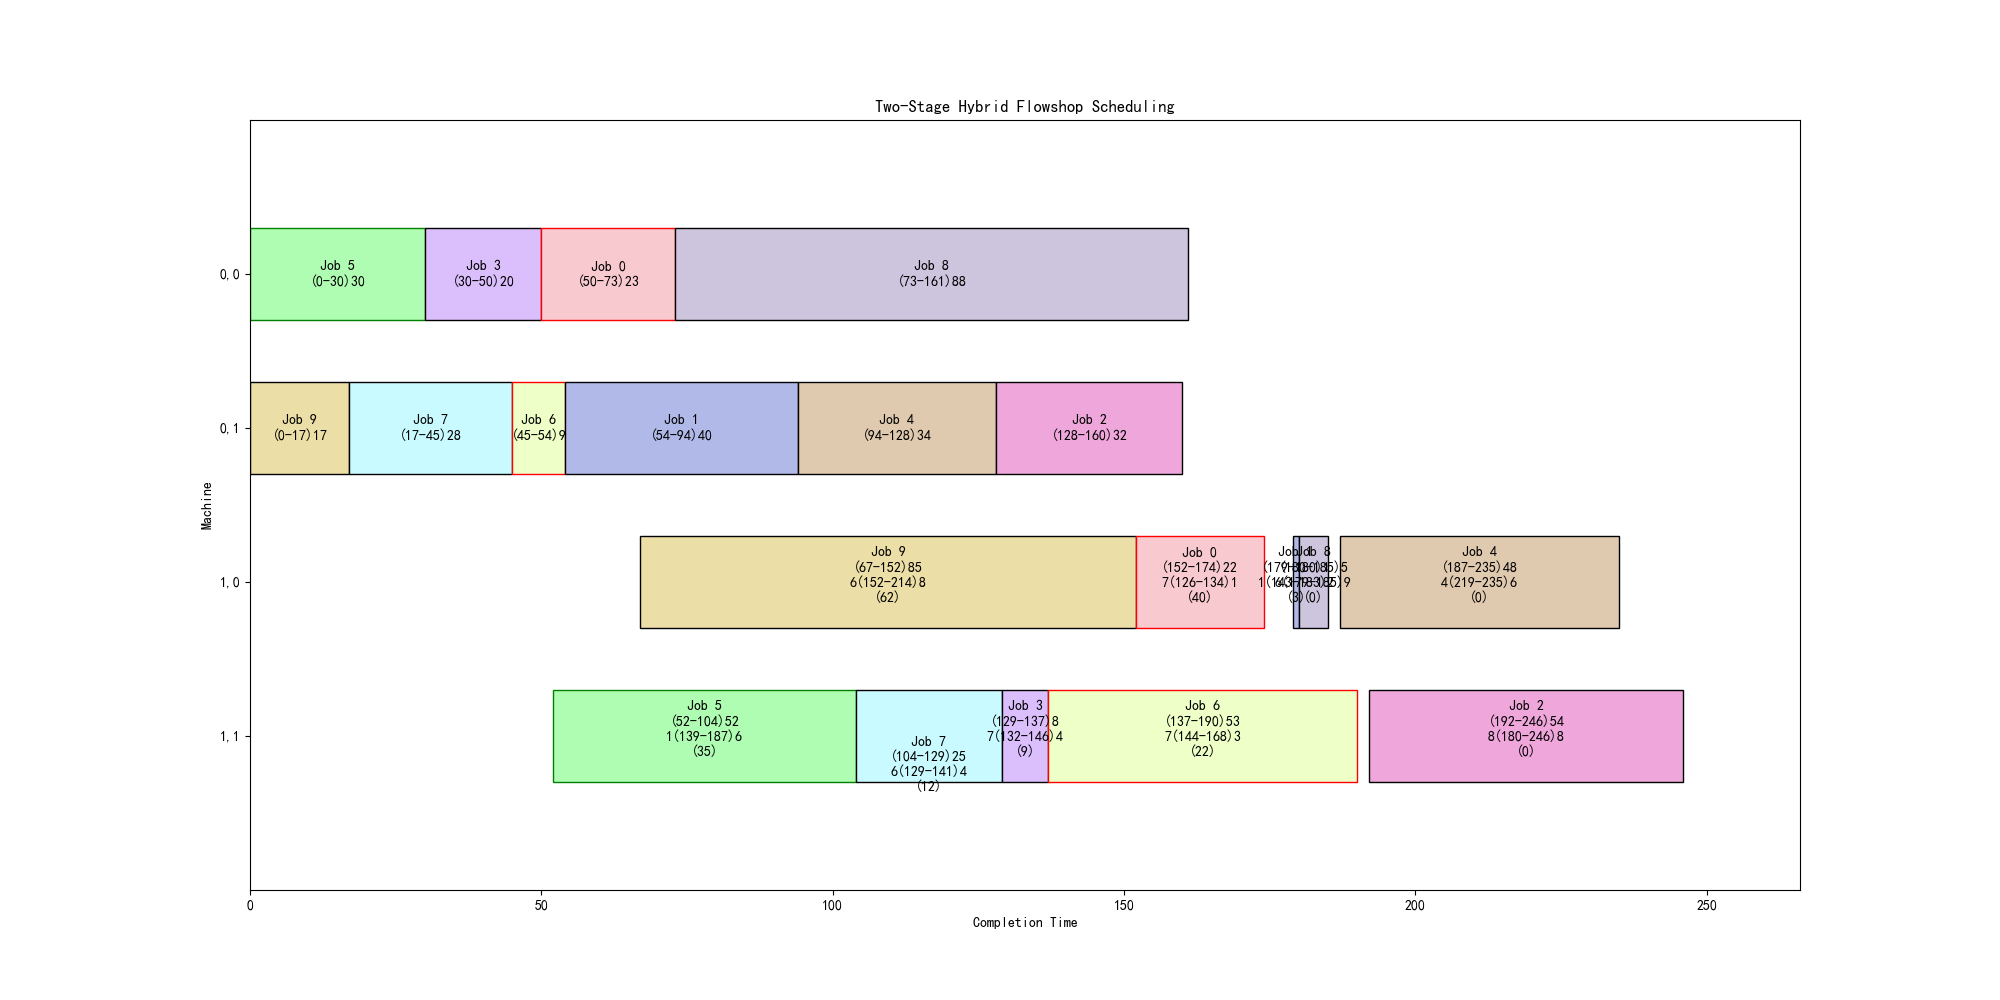 Two-Stage Hybrid Flowshop Scheduling
0,0
Job 5
(0-30)30
Job 3
(30-50)20
Job 0
(50-73)23
Job 8
(73-161)88
0,1
Job 9
(0-17)17
Job 7
(17-45)28
Job 6
(45-54)9
Job 1
(54-94)40
Job 4
(94-128)34
Job 2
(128-160)32
Machine
1,0
Job 9
(67-152)85
6(152-214)8
(62)
Job 0
(152-174)22
7(126-134)1
(40)
Job 1
(3)
Job 8
(0)
Job 4
(187-235)48
4(219-235)6
(0)
1,1
Job 5
(52-104)52
1(139-187)6
(35)
Job 7
(104-129)25
6(129-141)4
(12)
Job 3
(129-137)8
7(132-146)4
(9)
Job 6
(137-190)53
7(144-168)3
(22)
Job 2
(192-246)54
8(180-246)8
(0)
0
50
100
150
200
250
Completion Time